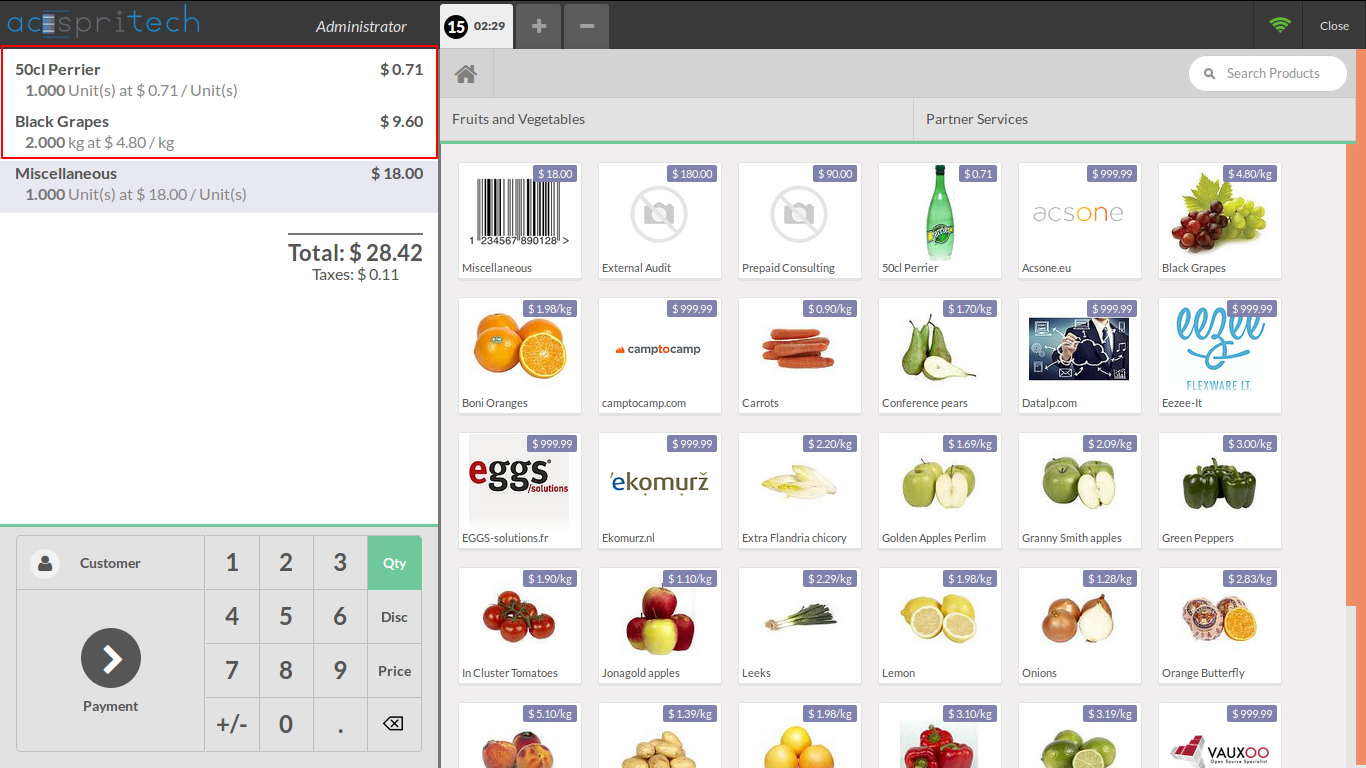 acespritech
Administrator
15 02:29
+
−
Close
50cl Perrier $ 0.71
1.000 Unit(s) at $ 0.71 / Unit(s)
Black Grapes $ 9.60
2.000 kg at $ 4.80 / kg
Miscellaneous $ 18.00
1.000 Unit(s) at $ 18.00 / Unit(s)
Total: $ 28.42
Taxes: $ 0.11
Customer
1 2 3 Qty
4 5 6 Disc
7 8 9 Price
+/- 0 .
Payment
Search Products
Fruits and Vegetables
Partner Services
$ 18.00
1 234567 890128 >
Miscellaneous
$ 180.00
External Audit
$ 90.00
Prepaid Consulting
$ 0.71
Perrier
50cl Perrier
$ 999.99
acsone
Acsone.eu
$ 4.80/kg
Black Grapes
$ 1.98/kg
Boni Oranges
$ 999.99
camptocamp
camptocamp.com
$ 0.90/kg
Carrots
$ 1.70/kg
Conference pears
$ 999.99
Datalp.com
$ 999.99
eezee
FLEXWARE I.T.
Eezee-It
$ 999.99
eggs
/solutions
EGGS-solutions.fr
$ 999.99
ẹkomụrž
Ekomurz.nl
$ 2.20/kg
Extra Flandria chicory
$ 1.69/kg
Golden Apples Perlim
$ 2.09/kg
Granny Smith apples
$ 3.00/kg
Green Peppers
$ 1.90/kg
In Cluster Tomatoes
$ 1.10/kg
Jonagold apples
$ 2.29/kg
Leeks
$ 1.98/kg
Lemon
$ 1.28/kg
Onions
$ 2.83/kg
Orange Butterfly
$ 5.10/kg
$ 1.39/kg
$ 1.98/kg
$ 3.10/kg
$ 3.19/kg
$ 999.99
VAUXOO
Open Source Specialist